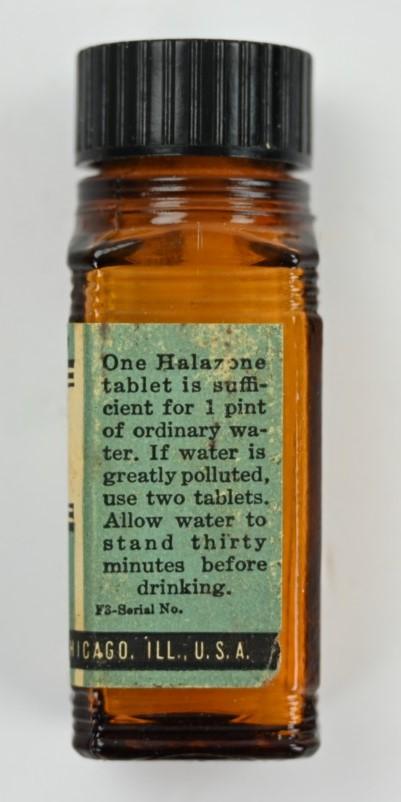 One Halazone
tablet is suffi-
cient for 1 pint
of ordinary wa-
ter. If water is
greatly polluted,
use two tablets.
Allow water to
stand thirty
minutes before
drinking.
F3-Serial No.
HICAGO, ILL., U.S.A.